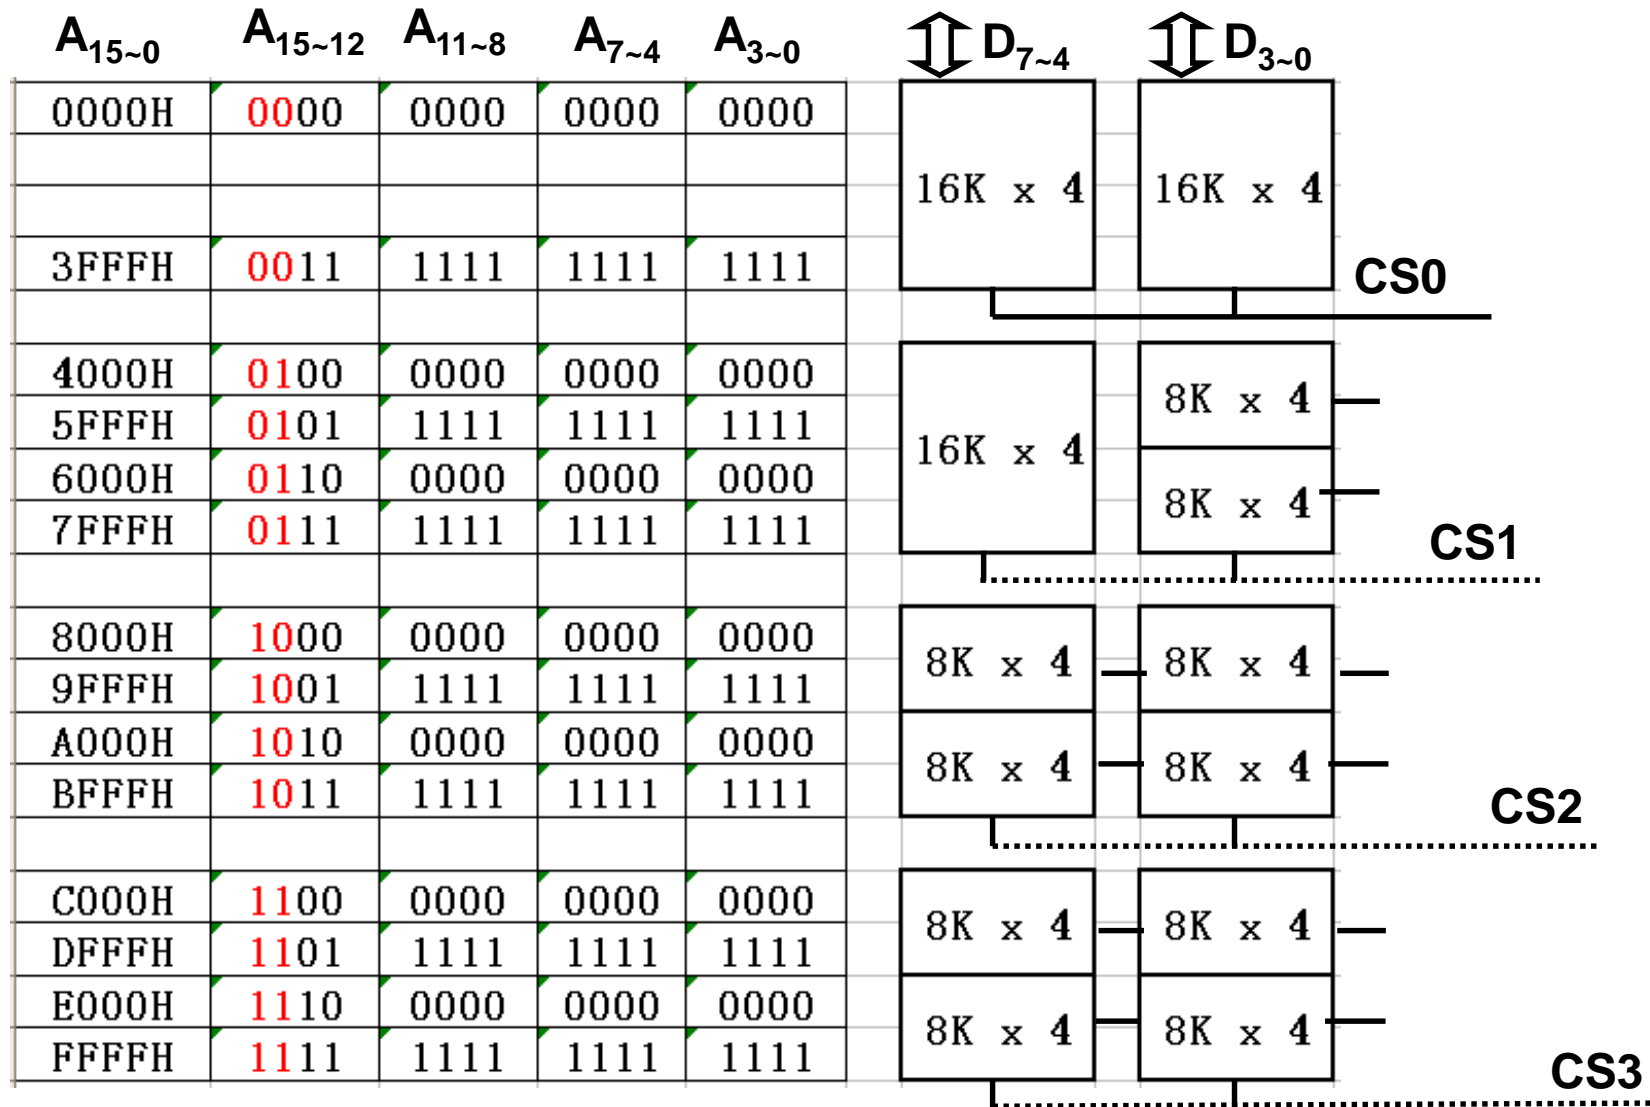 A15~0 A15~12 A11~8 A7~4 A3~0 D7~4 D3~0
0000H 0000 0000 0000 0000
16K x 4 16K x 4
3FFFH 0011 1111 1111 1111
CS0
4000H 0100 0000 0000 0000
8K x 4
5FFFH 0101 1111 1111 1111
16K x 4
6000H 0110 0000 0000 0000
8K x 4
7FFFH 0111 1111 1111 1111
CS1
8000H 1000 0000 0000 0000
8K x 4 8K x 4
9FFFH 1001 1111 1111 1111
A000H 1010 0000 0000 0000
8K x 4 8K x 4
BFFFH 1011 1111 1111 1111
CS2
C000H 1100 0000 0000 0000
8K x 4 8K x 4
DFFFH 1101 1111 1111 1111
E000H 1110 0000 0000 0000
8K x 4 8K x 4
FFFFH 1111 1111 1111 1111
CS3